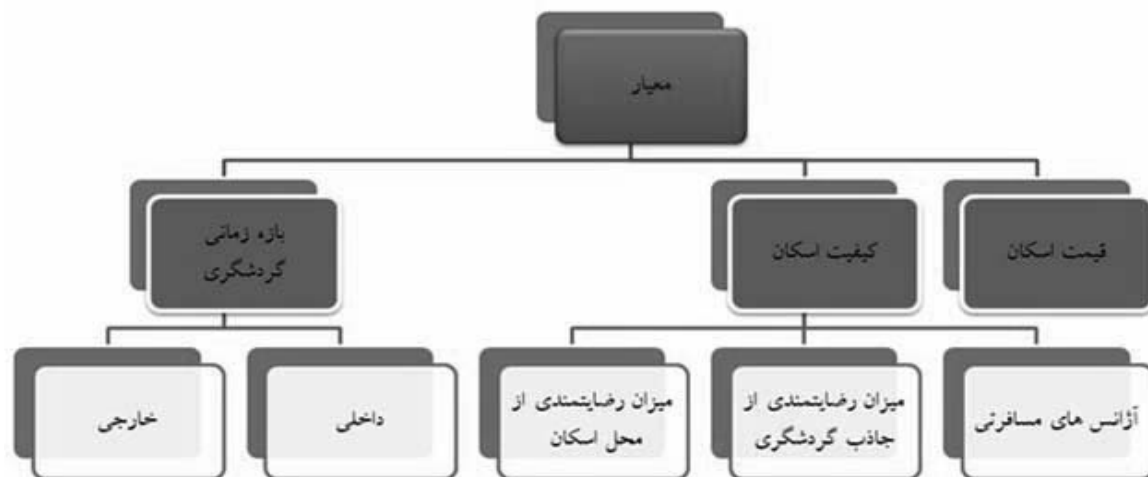 معیار
قیمت اسکان
کیفیت اسکان
بازه زمانی
گردشگری
آژانس های مسافرتی
میزان رضایتمندی از
جاذب گردشگری
میزان رضایتمندی از
محل اسکان
داخلی
خارجی